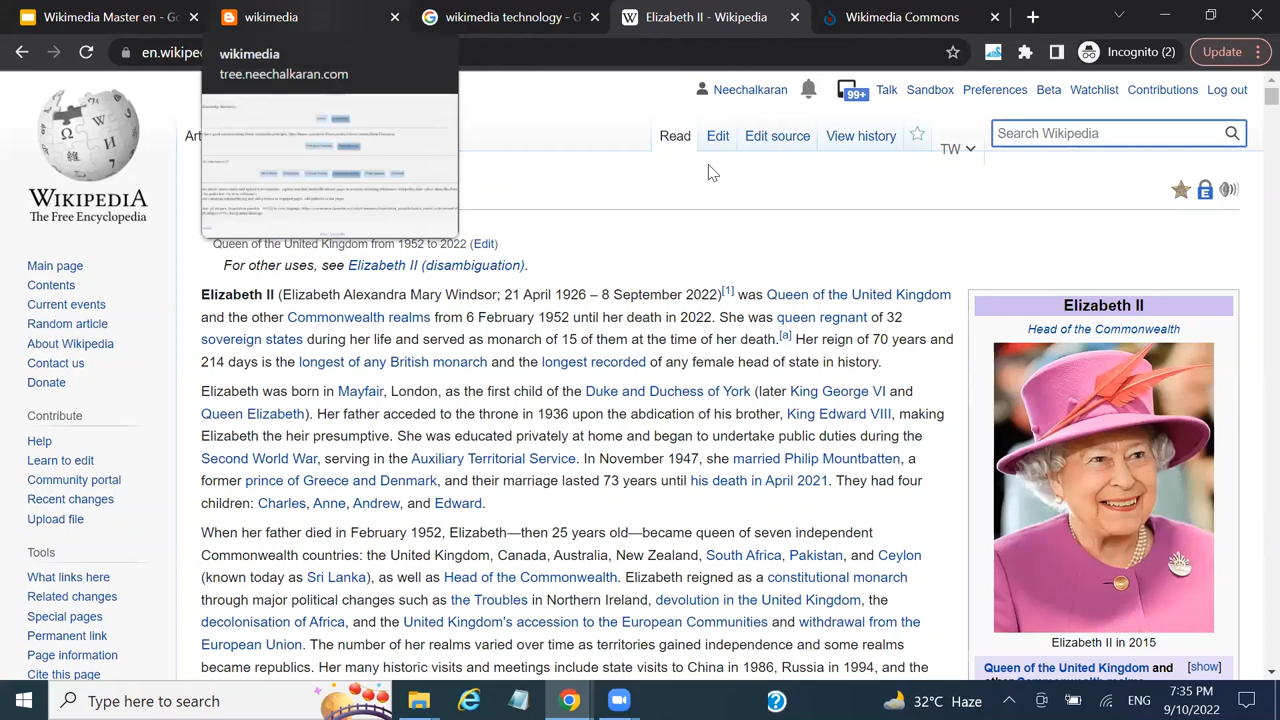 Wikimedia Master - Go
wikimedia
wikimedia technology - G
abeth II - Wikipedia
Wikimedia Commons
en.wikipe
Incognito (2)
Update
wikimedia
tree.neechalkaran.com
Neechalkaran
99+
Talk
Sandbox
Preferences
Beta
Watchlist
Contributions
Log out
Art
Read
Edit
Edit source
View history
TW
Search Wikipedia
WIKIPEDIA
The Free Encyclopedia
Main page
Contents
Current events
Random article
About Wikipedia
Contact us
Donate
Contribute
Help
Learn to edit
Community portal
Recent changes
Upload file
Tools
What links here
Related changes
Special pages
Permanent link
Page information
Cite this page
Queen of the United Kingdom from 1952 to 2022 (Edit)
For other uses, see Elizabeth II (disambiguation).
Elizabeth II (Elizabeth Alexandra Mary Windsor; 21 April 1926 – 8 September 2022)[1] was Queen of the United Kingdom
and the other Commonwealth realms from 6 February 1952 until her death in 2022. She was queen regnant of 32
sovereign states during her life and served as monarch of 15 of them at the time of her death.[a] Her reign of 70 years and
214 days is the longest of any British monarch and the longest recorded of any female head of state in history.
Elizabeth was born in Mayfair, London, as the first child of the Duke and Duchess of York (later King George VI and
Queen Elizabeth). Her father acceded to the throne in 1936 upon the abdication of his brother, King Edward VIII, making
Elizabeth the heir presumptive. She was educated privately at home and began to undertake public duties during the
Second World War, serving in the Auxiliary Territorial Service. In November 1947, she married Philip Mountbatten, a
former prince of Greece and Denmark, and their marriage lasted 73 years until his death in April 2021. They had four
children: Charles, Anne, Andrew, and Edward.
When her father died in February 1952, Elizabeth—then 25 years old—became queen of seven independent
Commonwealth countries: the United Kingdom, Canada, Australia, New Zealand, South Africa, Pakistan, and Ceylon
(known today as Sri Lanka), as well as Head of the Commonwealth. Elizabeth reigned as a constitutional monarch
through major political changes such as the Troubles in Northern Ireland, devolution in the United Kingdom, the
decolonisation of Africa, and the United Kingdom's accession to the European Communities and withdrawal from the
European Union. The number of her realms varied over time as territories gained independence and some realms
became republics. Her many historic visits and meetings include state visits to China in 1986, Russia in 1994, and the
Elizabeth II
Head of the Commonwealth
Elizabeth II in 2015
Queen of the United Kingdom and [show]
Type here to search
32°C Haze
ENG
7:35 PM
9/10/2022